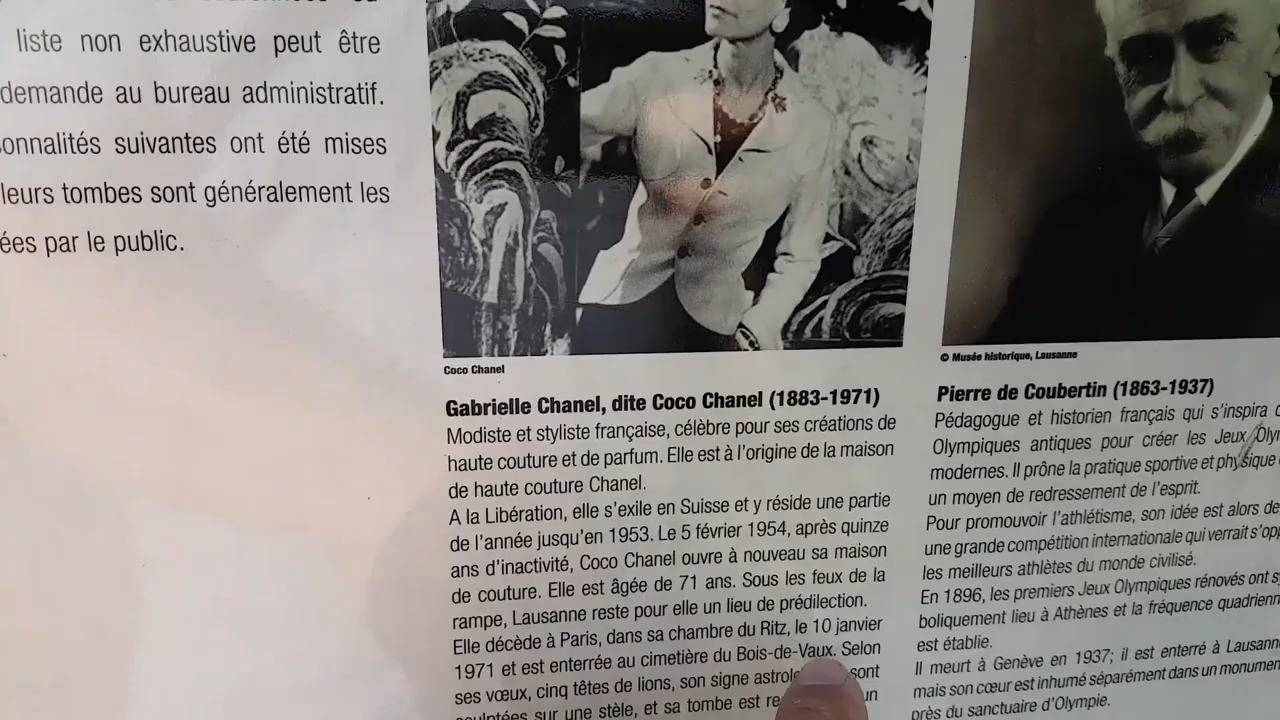 liste non exhaustive peut être
demande au bureau administratif.
suivantes ont été mises
leurs tombes sont généralement les
par le public.
Coco Chanel
Gabrielle Chanel, dite Coco Chanel (1883-1971)
Modiste et styliste française, célèbre pour ses créations de
haute couture et de parfum. Elle est à l'origine de la maison
de haute couture Chanel.
A la Libération, elle s'exile en Suisse et y réside une partie
de l'année jusqu'en 1953. Le 5 février 1954, après quinze
ans d'inactivité, Coco Chanel ouvre à nouveau sa maison
de couture. Elle est âgée de 71 ans. Sous les feux de la
rampe, Lausanne reste pour elle un lieu de prédilection.
Elle décède à Paris, dans sa chambre du Ritz, le 10 janvier
1971 et est enterrée au cimetière du Bois-de-Vaux. Selon
ses vœux, cinq têtes de lions, son signe sont
sculptées sur une stèle, et sa tombe est un
© Musée historique, Lausanne
Pierre de Coubertin (1863-1937)
Pédagogue et historien français qui s'inspira
Olympiques antiques pour créer les Jeux
modernes. Il prône la pratique sportive et physique
un moyen de redressement de l'esprit.
Pour promouvoir l'athlétisme, son idée est alors
une grande compétition internationale qui verrait
les meilleurs athlètes du monde civilisé.
En 1896, les premiers Jeux Olympiques rénovés ont
boliquement lieu à Athènes et la fréquence
est établie.
Il meurt à Genève en 1937; il est enterré à Lausanne
mais son cœur est inhumé séparément dans un
près du sanctuaire d'Olympie.